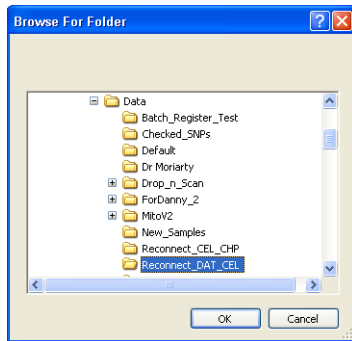 Browse For Folder
Data
Batch_Register_Test
Checked_SNPs
Default
Dr Moriarty
Drop_n_Scan
ForDanny_2
MitoV2
New_Samples
Reconnect_CEL_CHP
Reconnect_DAT_CEL
OK Cancel